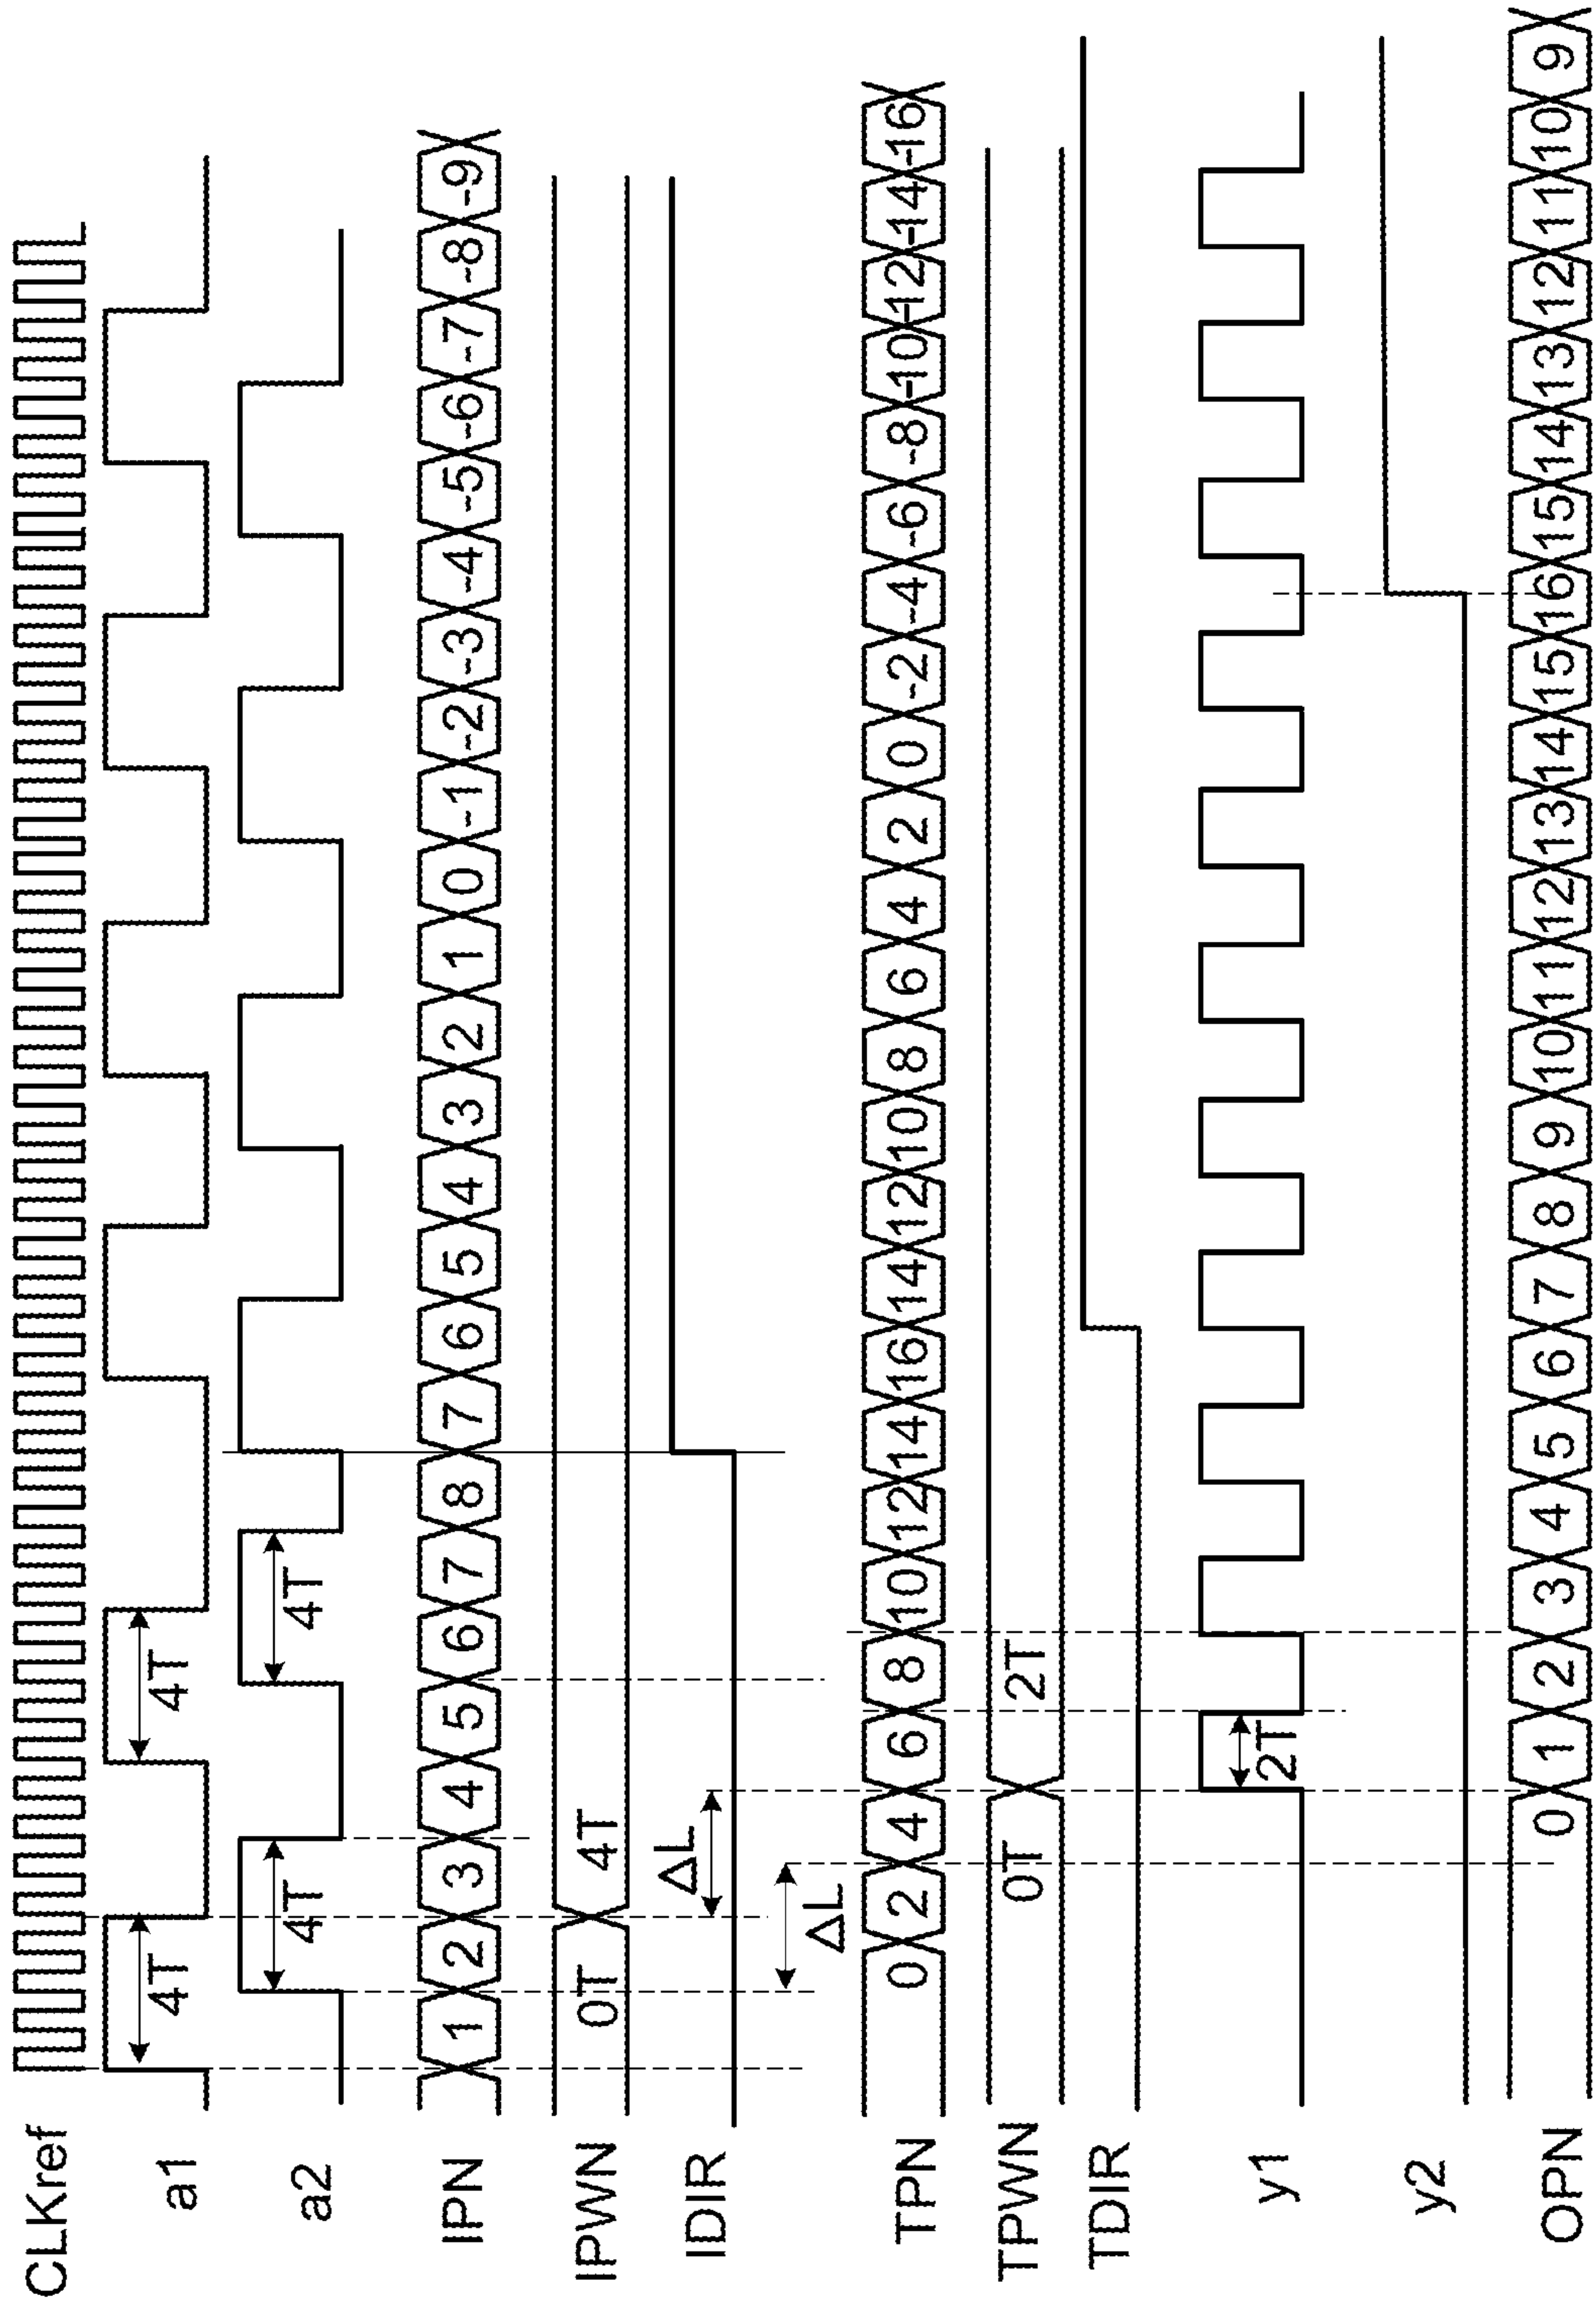 CLKref
a1 4T 4T
a2 4T 4T
IPN 1 2 3 4 5 6 7 8 7 6 5 4 3 2 1 0 -1 -2 -3 -4 -5 -6 -7 -8 -9
IPWN 0T 4T
IDIR
ΔL
ΔL
TPN 0 2 4 6 8 10 12 14 16 14 12 10 8 6 4 2 0 -2 -4 -6 -8 -10 -12 -14 -16
TPWN 0T 2T
TDIR
y1 2T
y2
OPN 0 1 2 3 4 5 6 7 8 9 10 11 12 13 14 15 16 15 14 13 12 11 10 9